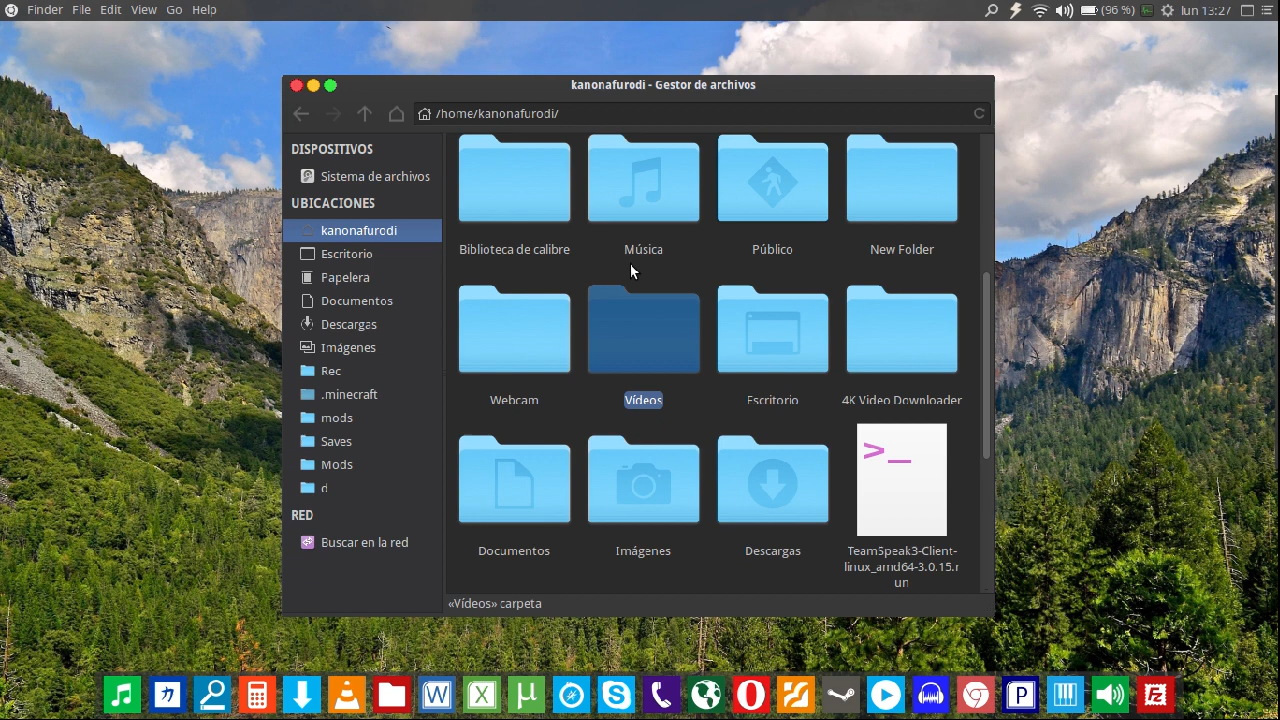 Finder File Edit View Go Help
(96 %) lun 13:27
kanonafurodi - Gestor de archivos
/home/kanonafurodi/
DISPOSITIVOS
Sistema de archivos
UBICACIONES
kanonafurodi
Escritorio
Papelera
Documentos
Descargas
Imágenes
Rec
.minecraft
mods
Saves
Mods
d
RED
Buscar en la red
Biblioteca de calibre
Música
Público
New Folder
Webcam
Vídeos
Escritorio
4K Video Downloader
>_
Documentos
Imágenes
Descargas
TeamSpeak3-Client-
linux_amd64-3.0.15.r
un
«Vídeos» carpeta
W X µ S P FZ